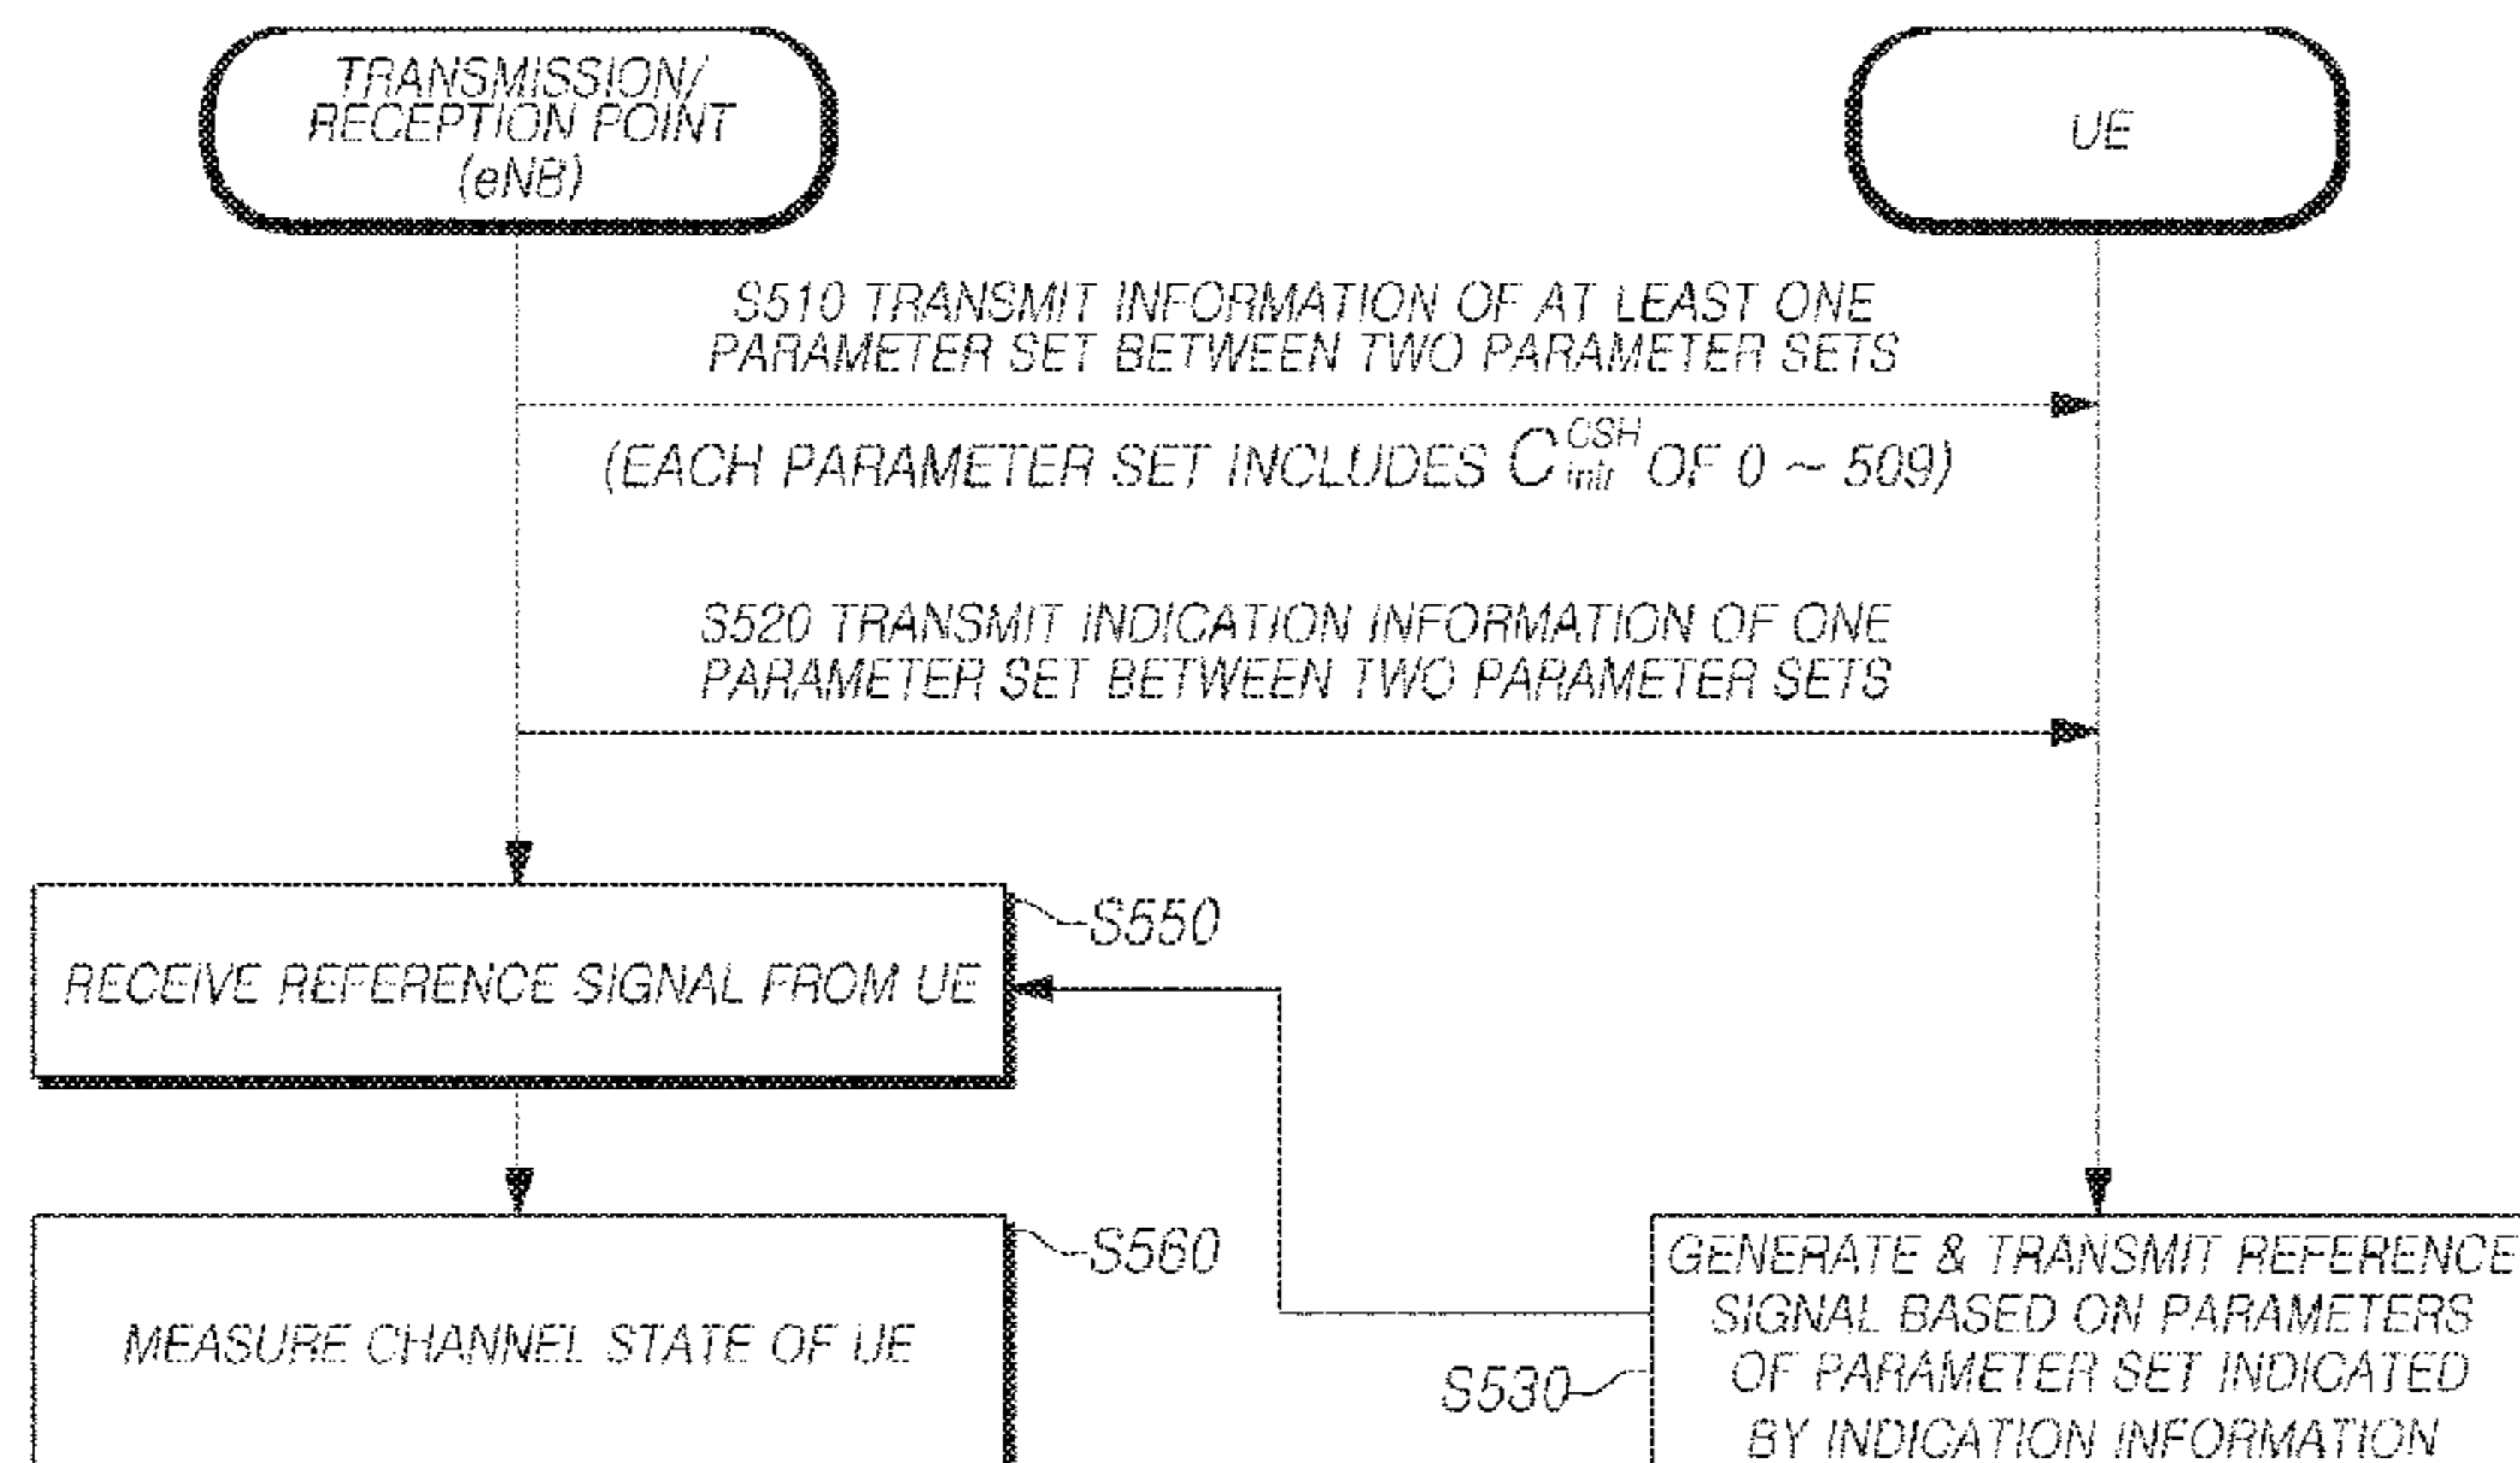 TRANSMISSION/
RECEPTION POINT
(eNB)
UE
S510 TRANSMIT INFORMATION OF AT LEAST ONE
PARAMETER SET BETWEEN TWO PARAMETER SETS
(EACH PARAMETER SET INCLUDES C CSH OF 0 ~ 509)
S520 TRANSMIT INDICATION INFORMATION OF ONE
PARAMETER SET BETWEEN TWO PARAMETER SETS
S550
RECEIVE REFERENCE SIGNAL FROM UE
S560
MEASURE CHANNEL STATE OF UE
S530
GENERATE & TRANSMIT REFERENCE
SIGNAL BASED ON PARAMETERS
OF PARAMETER SET INDICATED
BY INDICATION INFORMATION